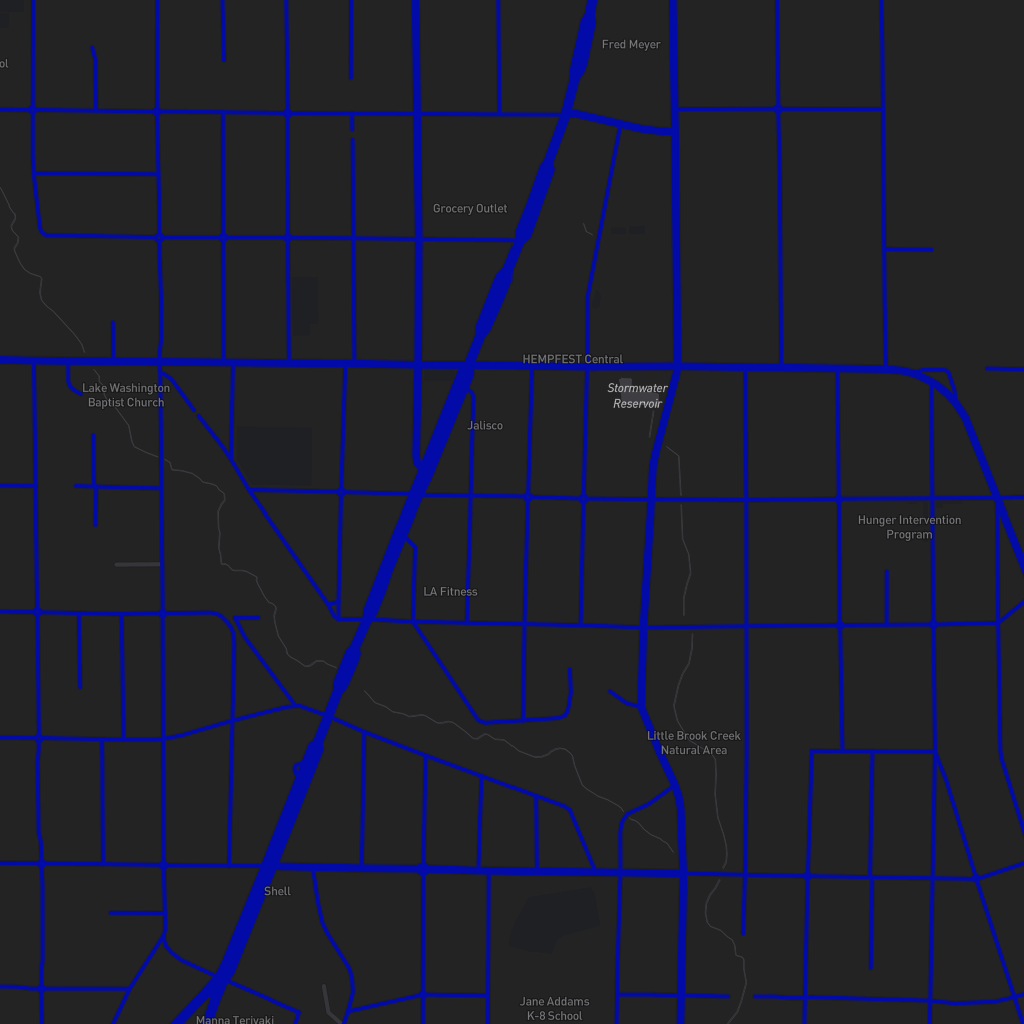 Fred Meyer
ol
Grocery Outlet
HEMPFEST Central
Lake Washington
Baptist Church
Stormwater
Reservoir
Jalisco
Hunger Intervention
Program
LA Fitness
Little Brook Creek
Natural Area
Shell
Jane Addams
K-8 School
Manna Teriyaki